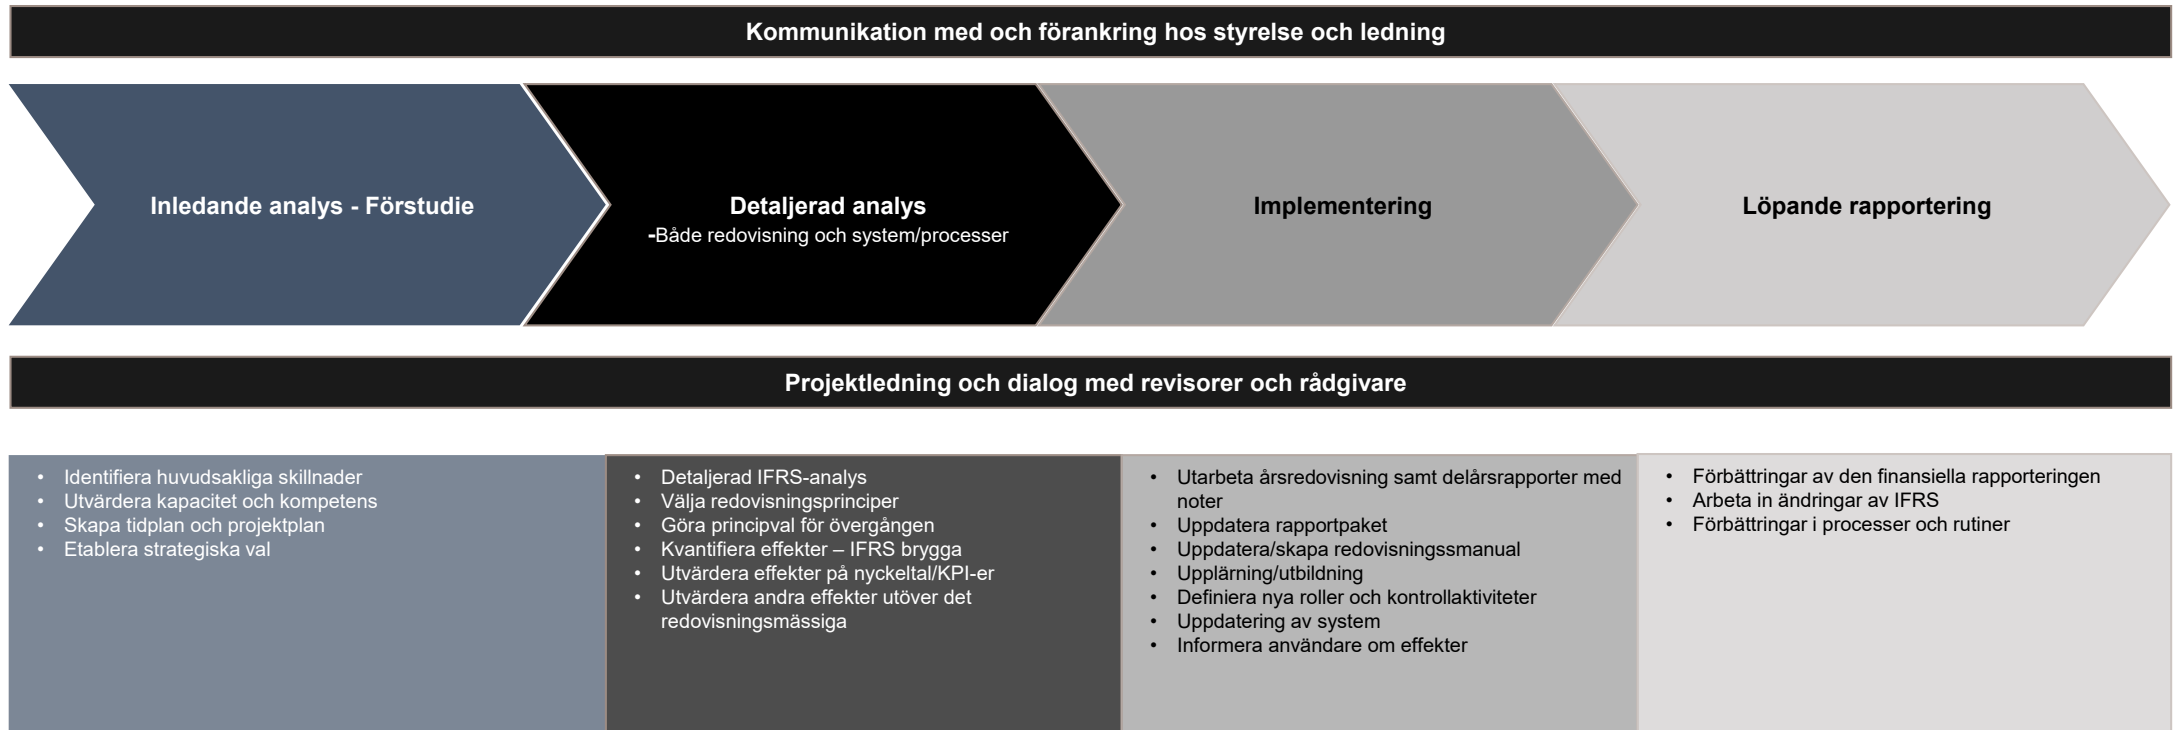 Kommunikation med och förankring hos styrelse och ledning
Inledande analys - Förstudie
Detaljerad analys
-Både redovisning och system/processer
Implementering
Löpande rapportering
Projektledning och dialog med revisorer och rådgivare
• Identifiera huvudsakliga skillnader
• Utvärdera kapacitet och kompetens
• Skapa tidplan och projektplan
• Etablera strategiska val
• Detaljerad IFRS-analys
• Välja redovisningsprinciper
• Göra principval för övergången
• Kvantifiera effekter – IFRS brygga
• Utvärdera effekter på nyckeltal/KPI-er
• Utvärdera andra effekter utöver det
redovisningsmässiga
• Utarbeta årsredovisning samt delårsrapporter med
noter
• Uppdatera rapportpaket
• Uppdatera/skapa redovisningssmanual
• Upplärning/utbildning
• Definiera nya roller och kontrollaktiviteter
• Uppdatering av system
• Informera användare om effekter
• Förbättringar av den finansiella rapporteringen
• Arbeta in ändringar av IFRS
• Förbättringar i processer och rutiner